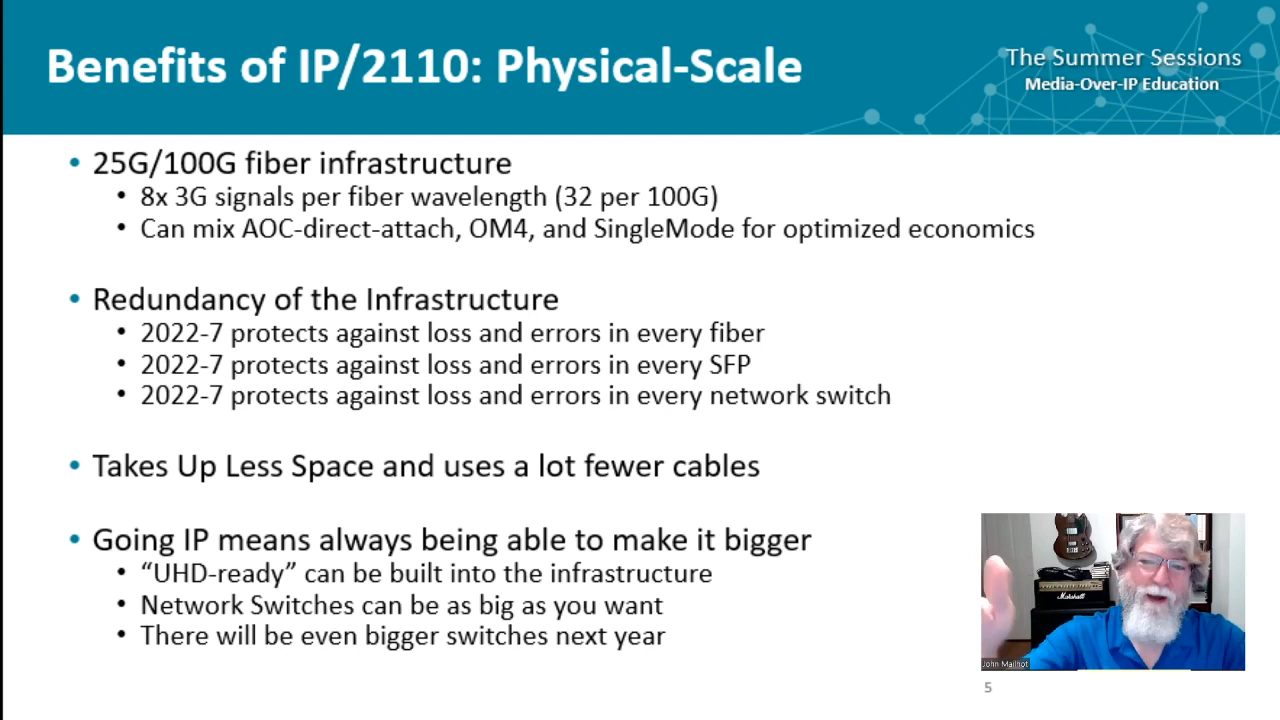 Benefits of IP/2110: Physical-Scale
The Summer Sessions
Media-Over-IP Education
• 25G/100G fiber infrastructure
• 8x 3G signals per fiber wavelength (32 per 100G)
• Can mix AOC-direct-attach, OM4, and SingleMode for optimized economics
• Redundancy of the Infrastructure
• 2022-7 protects against loss and errors in every fiber
• 2022-7 protects against loss and errors in every SFP
• 2022-7 protects against loss and errors in every network switch
• Takes Up Less Space and uses a lot fewer cables
• Going IP means always being able to make it bigger
• “UHD-ready” can be built into the infrastructure
• Network Switches can be as big as you want
• There will be even bigger switches next year
Marshall
John Mailhot
5